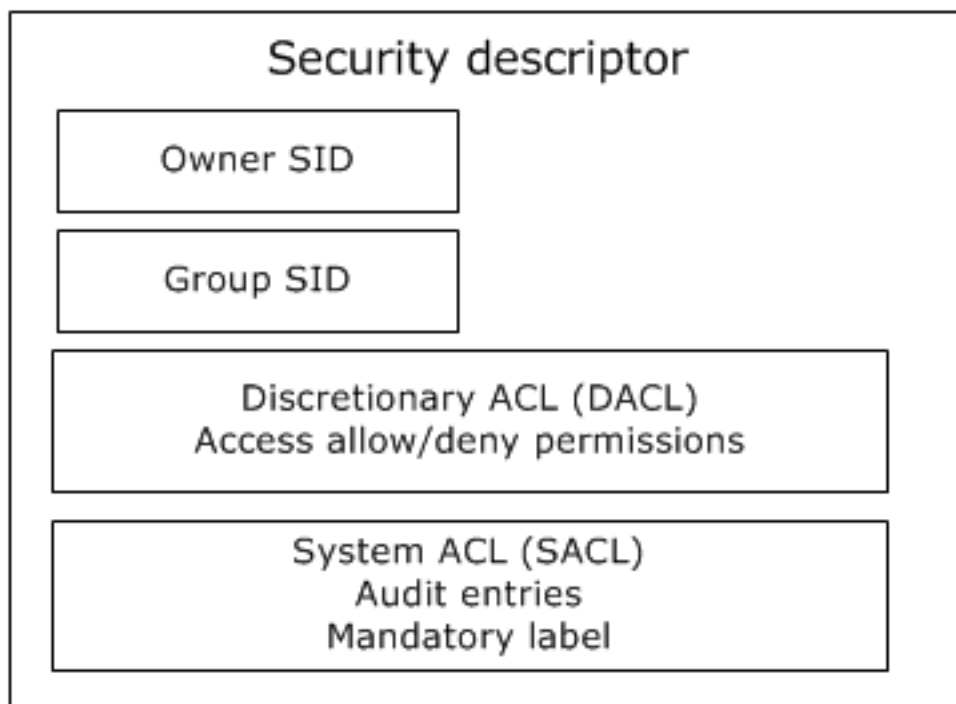 Security descriptor
Owner SID
Group SID
Discretionary ACL (DACL)
Access allow/deny permissions
System ACL (SACL)
Audit entries
Mandatory label